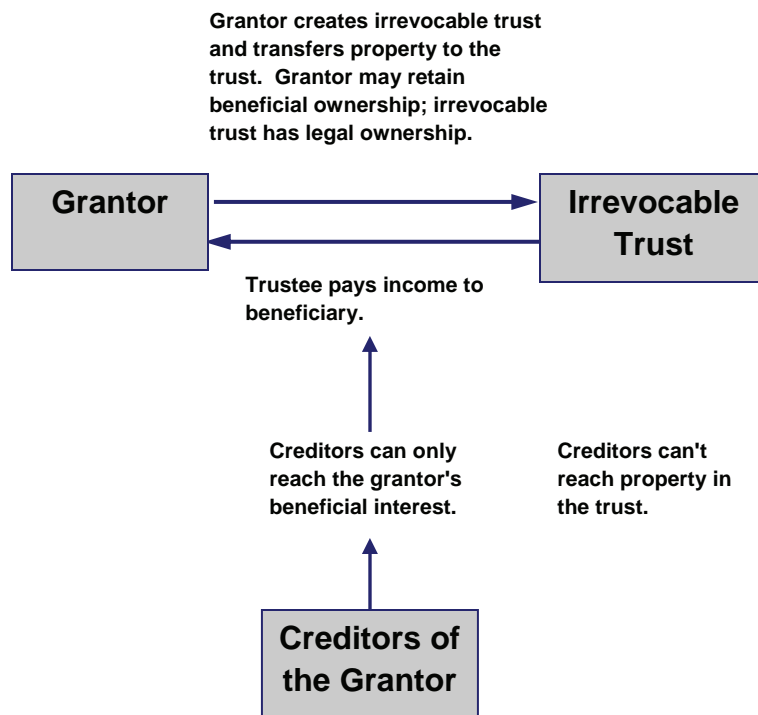 Grantor creates irrevocable trust
and transfers property to the
trust.  Grantor may retain
beneficial ownership; irrevocable
trust has legal ownership.
Grantor
Irrevocable
Trust
Trustee pays income to
beneficiary.
Creditors can only
reach the grantor's
beneficial interest.
Creditors can't
reach property in
the trust.
Creditors of
the Grantor